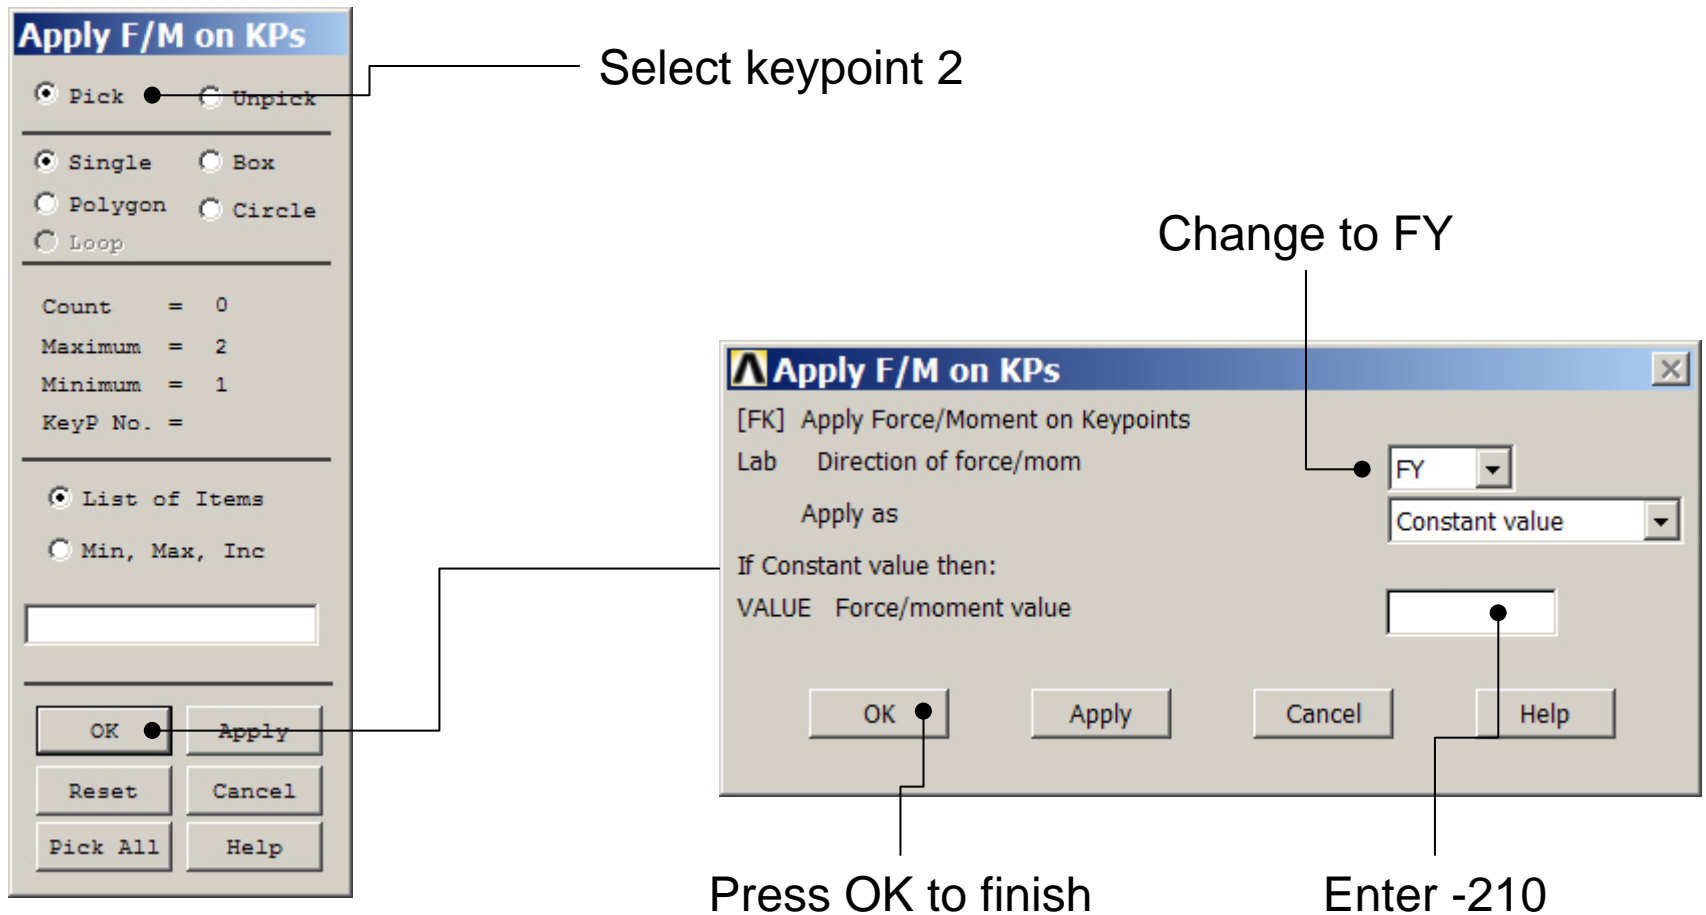 Apply F/M on KPs
Pick Unpick
Single Box
Polygon Circle
Loop
Count = 0
Maximum = 2
Minimum = 1
KeyP No. =
List of Items
Min, Max, Inc
OK Apply
Reset Cancel
Pick All Help
Select keypoint 2
Change to FY
Apply F/M on KPs
[FK] Apply Force/Moment on Keypoints
Lab Direction of force/mom FY
Apply as Constant value
If Constant value then:
VALUE Force/moment value
OK Apply Cancel Help
Press OK to finish
Enter -210